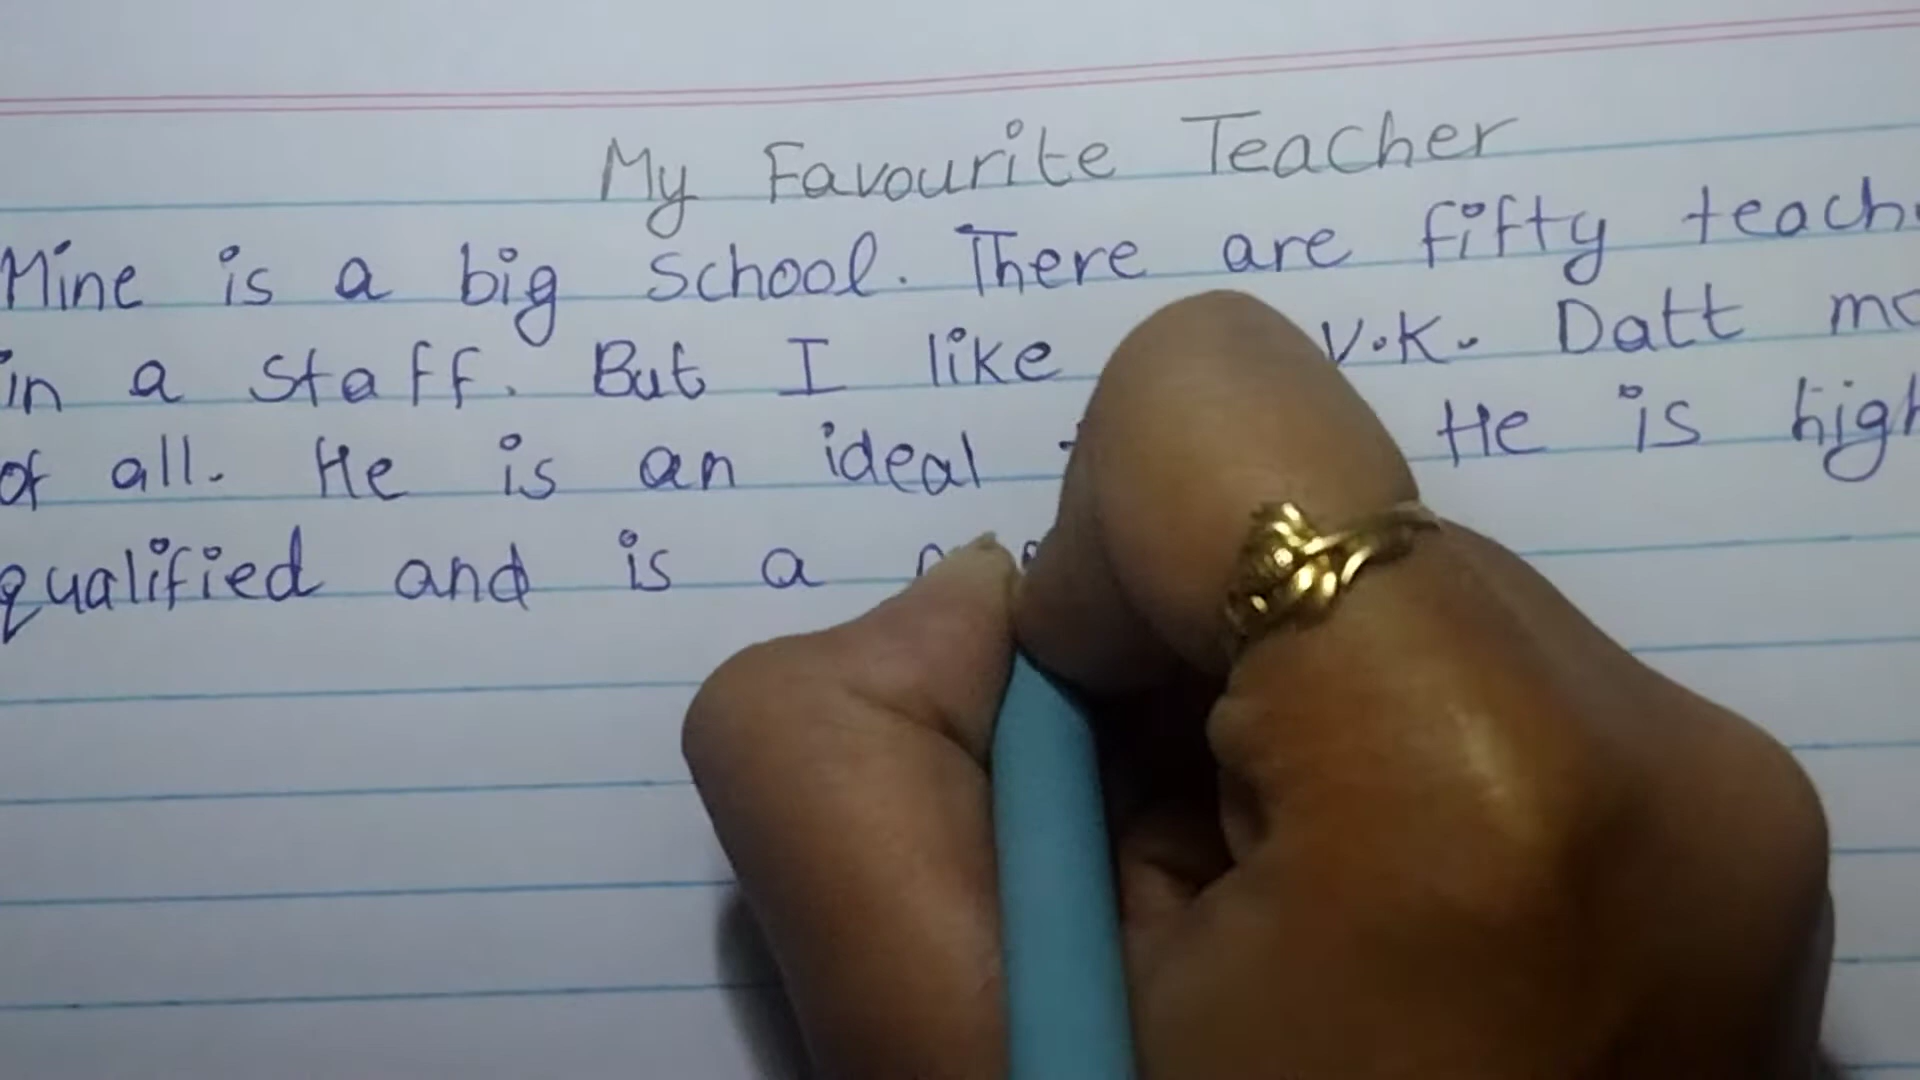 My Favourite Teacher
Mine is a big school. There are fifty
in a staff. But I like V.K. Datt
of all. He is an ideal He is
qualified and is a